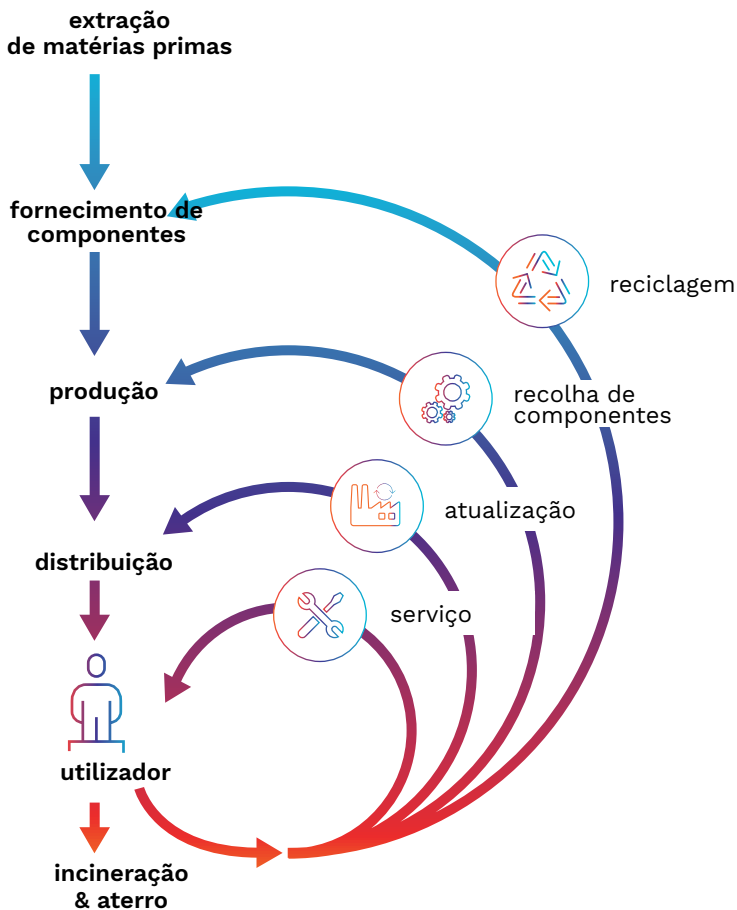 extração
de matérias primas
fornecimento de
componentes
reciclagem
produção
recolha de
componentes
atualização
distribuição
serviço
utilizador
incineração
& aterro